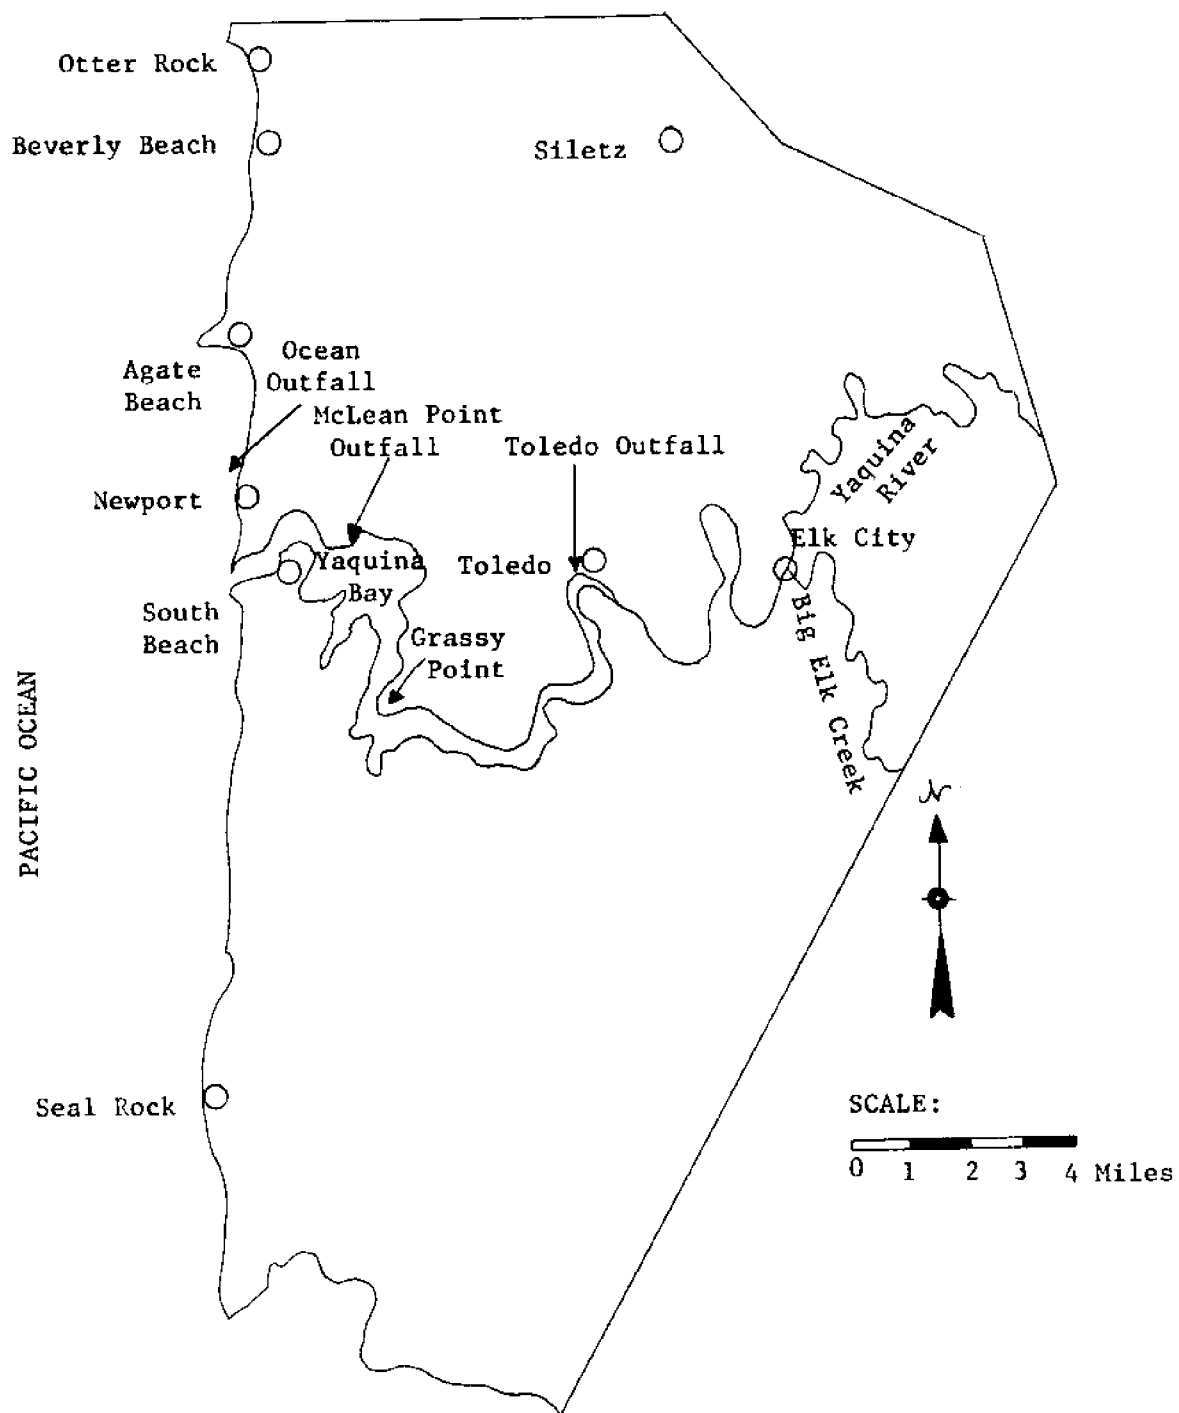 Otter Rock
Beverly Beach
Siletz
Agate
Beach
Ocean
Outfall
McLean Point
Outfall
Toledo Outfall
Yaquina
River
Newport
Elk City
Yaquina
Bay
Toledo
South
Beach
Big Elk Creek
Grassy
Point
PACIFIC OCEAN
N
Seal Rock
SCALE:
0 1 2 3 4 Miles